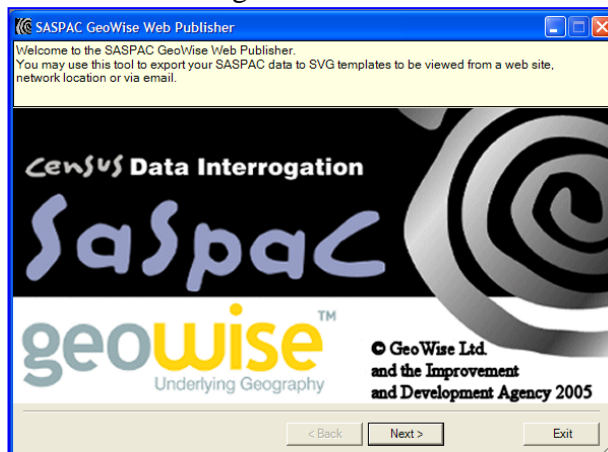 SASPAC GeoWise Web Publisher
Welcome to the SASPAC GeoWise Web Publisher.
You may use this tool to export your SASPAC data to SVG templates to be viewed from a web site,
network location or via email.
CenSuS Data Interrogation
SaSpaC
geowise™
Underlying Geography
© GeoWise Ltd.
and the Improvement
and Development Agency 2005
< Back Next > Exit